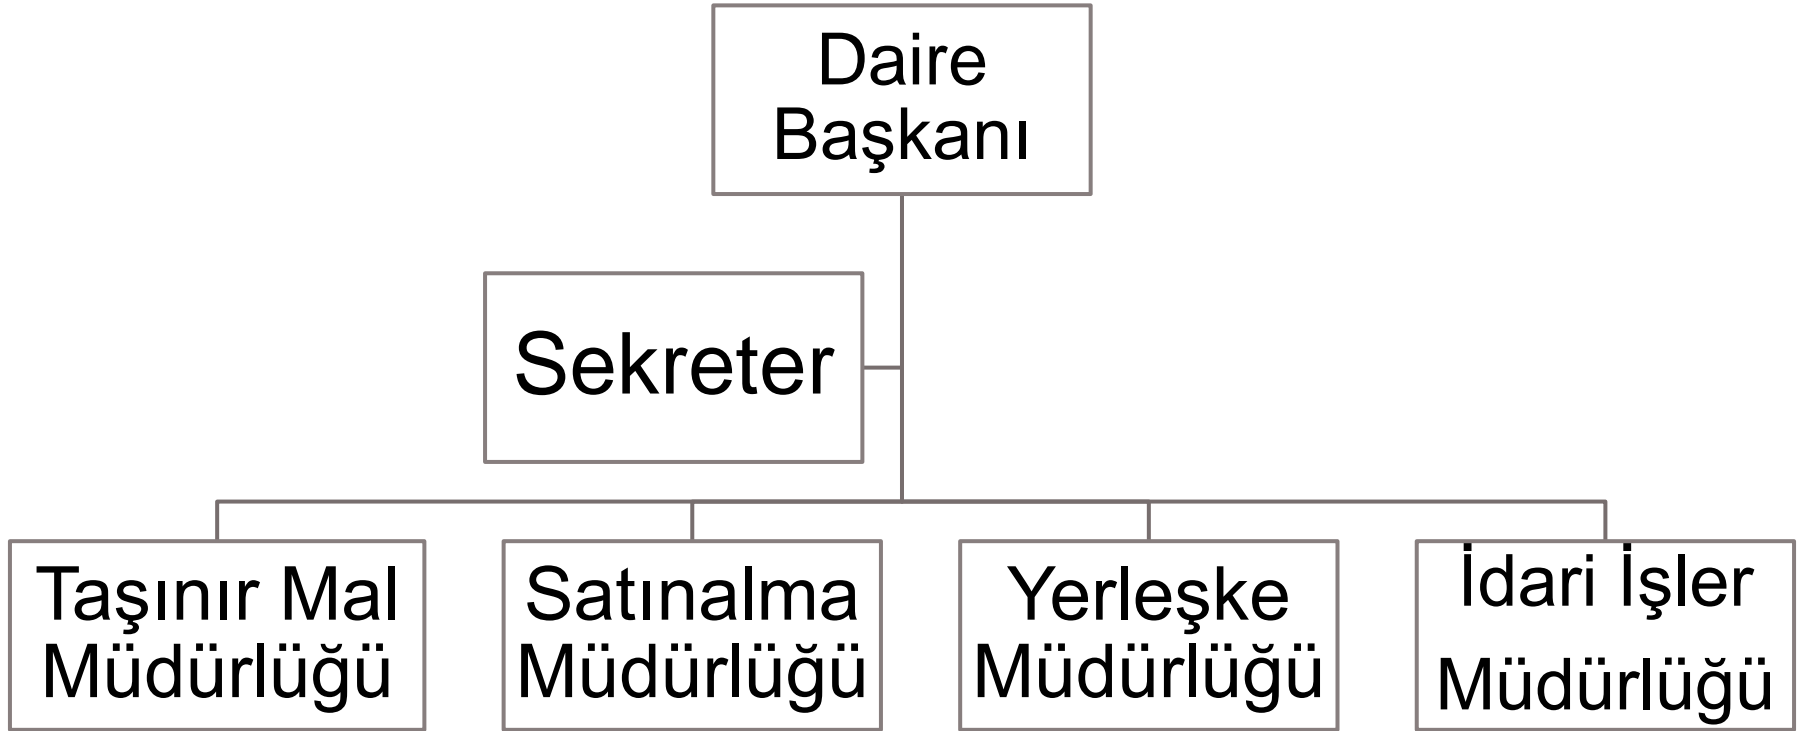 Daire
Başkanı
Sekreter
Taşınır Mal
Müdürlüğü
Satınalma
Müdürlüğü
Yerleşke
Müdürlüğü
İdari İşler
Müdürlüğü